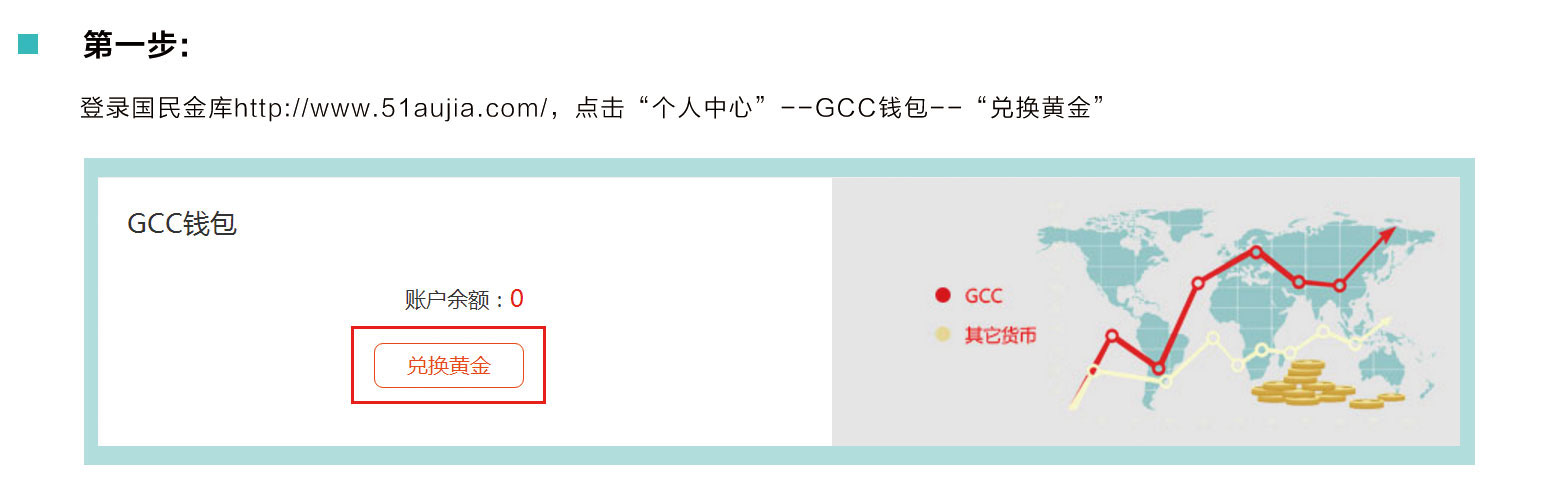 第一步：
登录国民金库http://www.51aujia.com/，点击“个人中心”--GCC钱包--“兑换黄金”
GCC钱包
账户余额：0
兑换黄金
GCC
其它货币